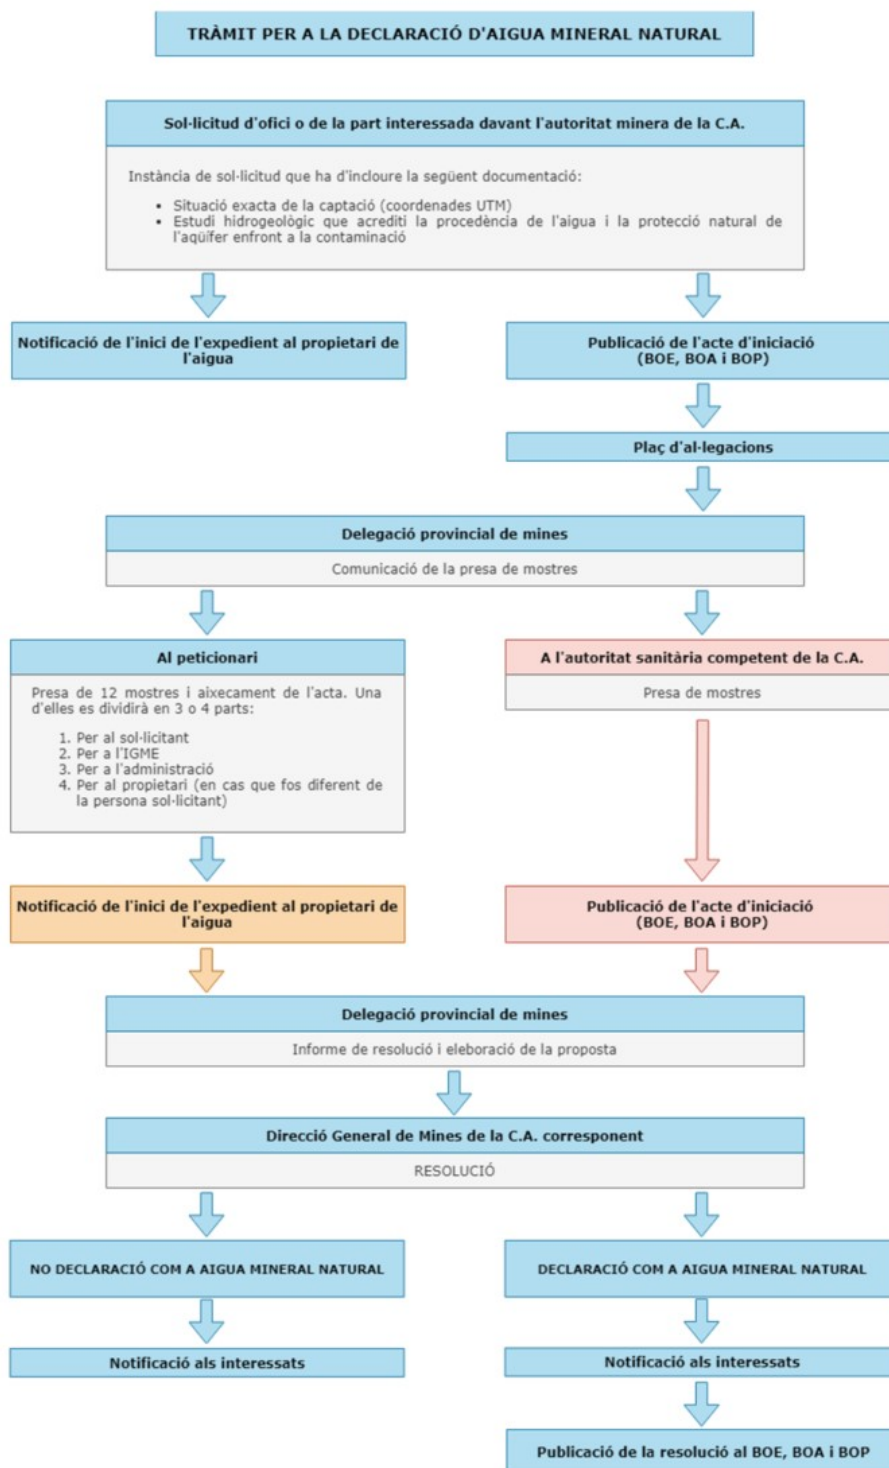 TRÀMIT PER A LA DECLARACIÓ D'AIGUA MINERAL NATURAL
Sol·licitud d'ofici o de la part interessada davant l'autoritat minera de la C.A.
Instància de sol·licitud que ha d'incloure la següent documentació:
• Situació exacta de la captació (coordenades UTM)
• Estudi hidrogeològic que acrediti la procedència de l'aigua i la protecció natural de
l'aqüífer enfront a la contaminació
Notificació de l'inici de l'expedient al propietari de
l'aigua
Publicació de l'acte d'iniciació
(BOE, BOA i BOP)
Plaç d'al·legacions
Delegació provincial de mines
Comunicació de la presa de mostres
Al peticionari
Presa de 12 mostres i aixecament de l'acta. Una
d'elles es dividirà en 3 o 4 parts:
1. Per al sol·licitant
2. Per a l'IGME
3. Per a l'administració
4. Per al propietari (en cas que fos diferent de
la persona sol·licitant)
A l'autoritat sanitària competent de la C.A.
Presa de mostres
Notificació de l'inici de l'expedient al propietari de
l'aigua
Publicació de l'acte d'iniciació
(BOE, BOA i BOP)
Delegació provincial de mines
Informe de resolució i eleboració de la proposta
Direcció General de Mines de la C.A. corresponent
RESOLUCIÓ
NO DECLARACIÓ COM A AIGUA MINERAL NATURAL
DECLARACIÓ COM A AIGUA MINERAL NATURAL
Notificació als interessats
Notificació als interessats
Publicació de la resolució al BOE, BOA i BOP